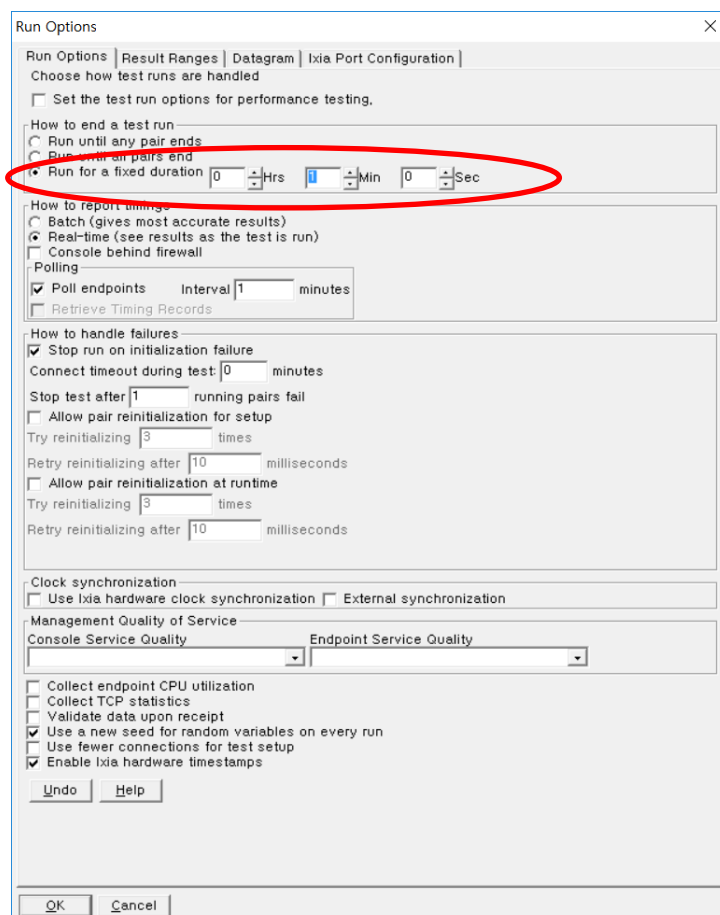 Run Options
Run Options Result Ranges Datagram Ixia Port Configuration
Choose how test runs are handled
Set the test run options for performance testing,
How to end a test run
Run until any pair ends
Run until all pairs end
Run for a fixed duration 0 Hrs 1 Min 0 Sec
How to report timings
Batch (gives most accurate results)
Real-time (see results as the test is run)
Console behind firewall
Polling
Poll endpoints Interval 1 minutes
Retrieve Timing Records
How to handle failures
Stop run on initialization failure
Connect timeout during test: 0 minutes
Stop test after 1 running pairs fail
Allow pair reinitialization for setup
Try reinitializing 3 times
Retry reinitializing after 10 milliseconds
Allow pair reinitialization at runtime
Try reinitializing 3 times
Retry reinitializing after 10 milliseconds
Clock synchronization
Use Ixia hardware clock synchronization External synchronization
Management Quality of Service
Console Service Quality Endpoint Service Quality
Collect endpoint CPU utilization
Collect TCP statistics
Validate data upon receipt
Use a new seed for random variables on every run
Use fewer connections for test setup
Enable Ixia hardware timestamps
Undo Help
OK Cancel